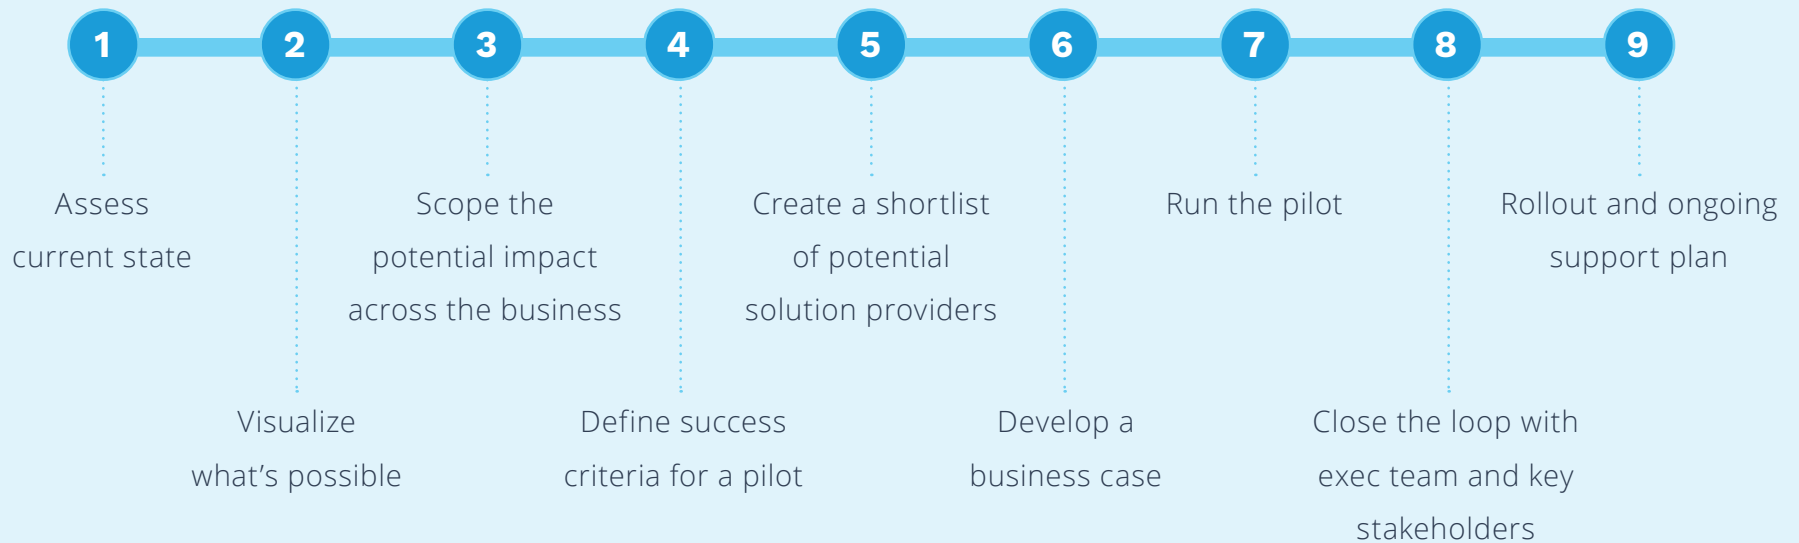 1 2 3 4 5 6 7 8 9
Assess
current state
Visualize
what’s possible
Scope the
potential impact
across the business
Define success
criteria for a pilot
Create a shortlist
of potential
solution providers
Develop a
business case
Run the pilot
Close the loop with
exec team and key
stakeholders
Rollout and ongoing
support plan